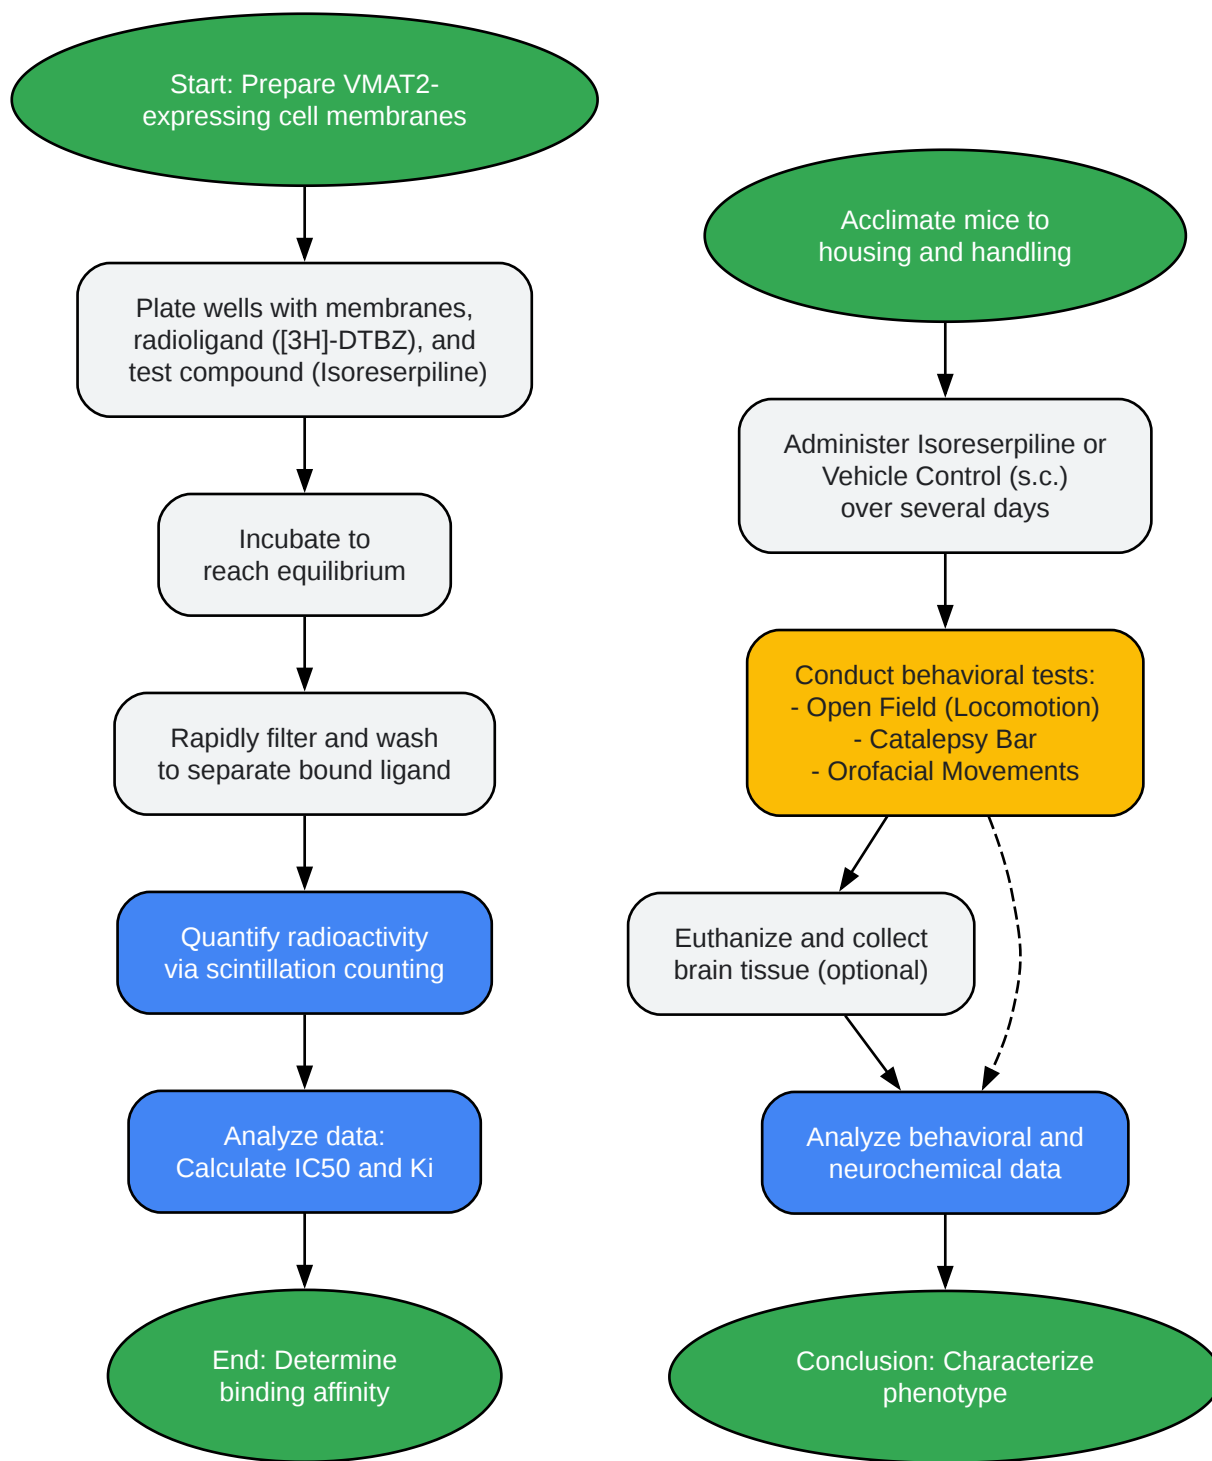 Start: Prepare VMAT2-
expressing cell membranes
Plate wells with membranes,
radioligand ([3H]-DTBZ), and
test compound (Isoreserpiline)
Incubate to
reach equilibrium
Rapidly filter and wash
to separate bound ligand
Quantify radioactivity
via scintillation counting
Analyze data:
Calculate IC50 and Ki
End: Determine
binding affinity
Acclimate mice to
housing and handling
Administer Isoreserpiline or
Vehicle Control (s.c.)
over several days
Conduct behavioral tests:
- Open Field (Locomotion)
- Catalepsy Bar
- Orofacial Movements
Euthanize and collect
brain tissue (optional)
Analyze behavioral and
neurochemical data
Conclusion: Characterize
phenotype